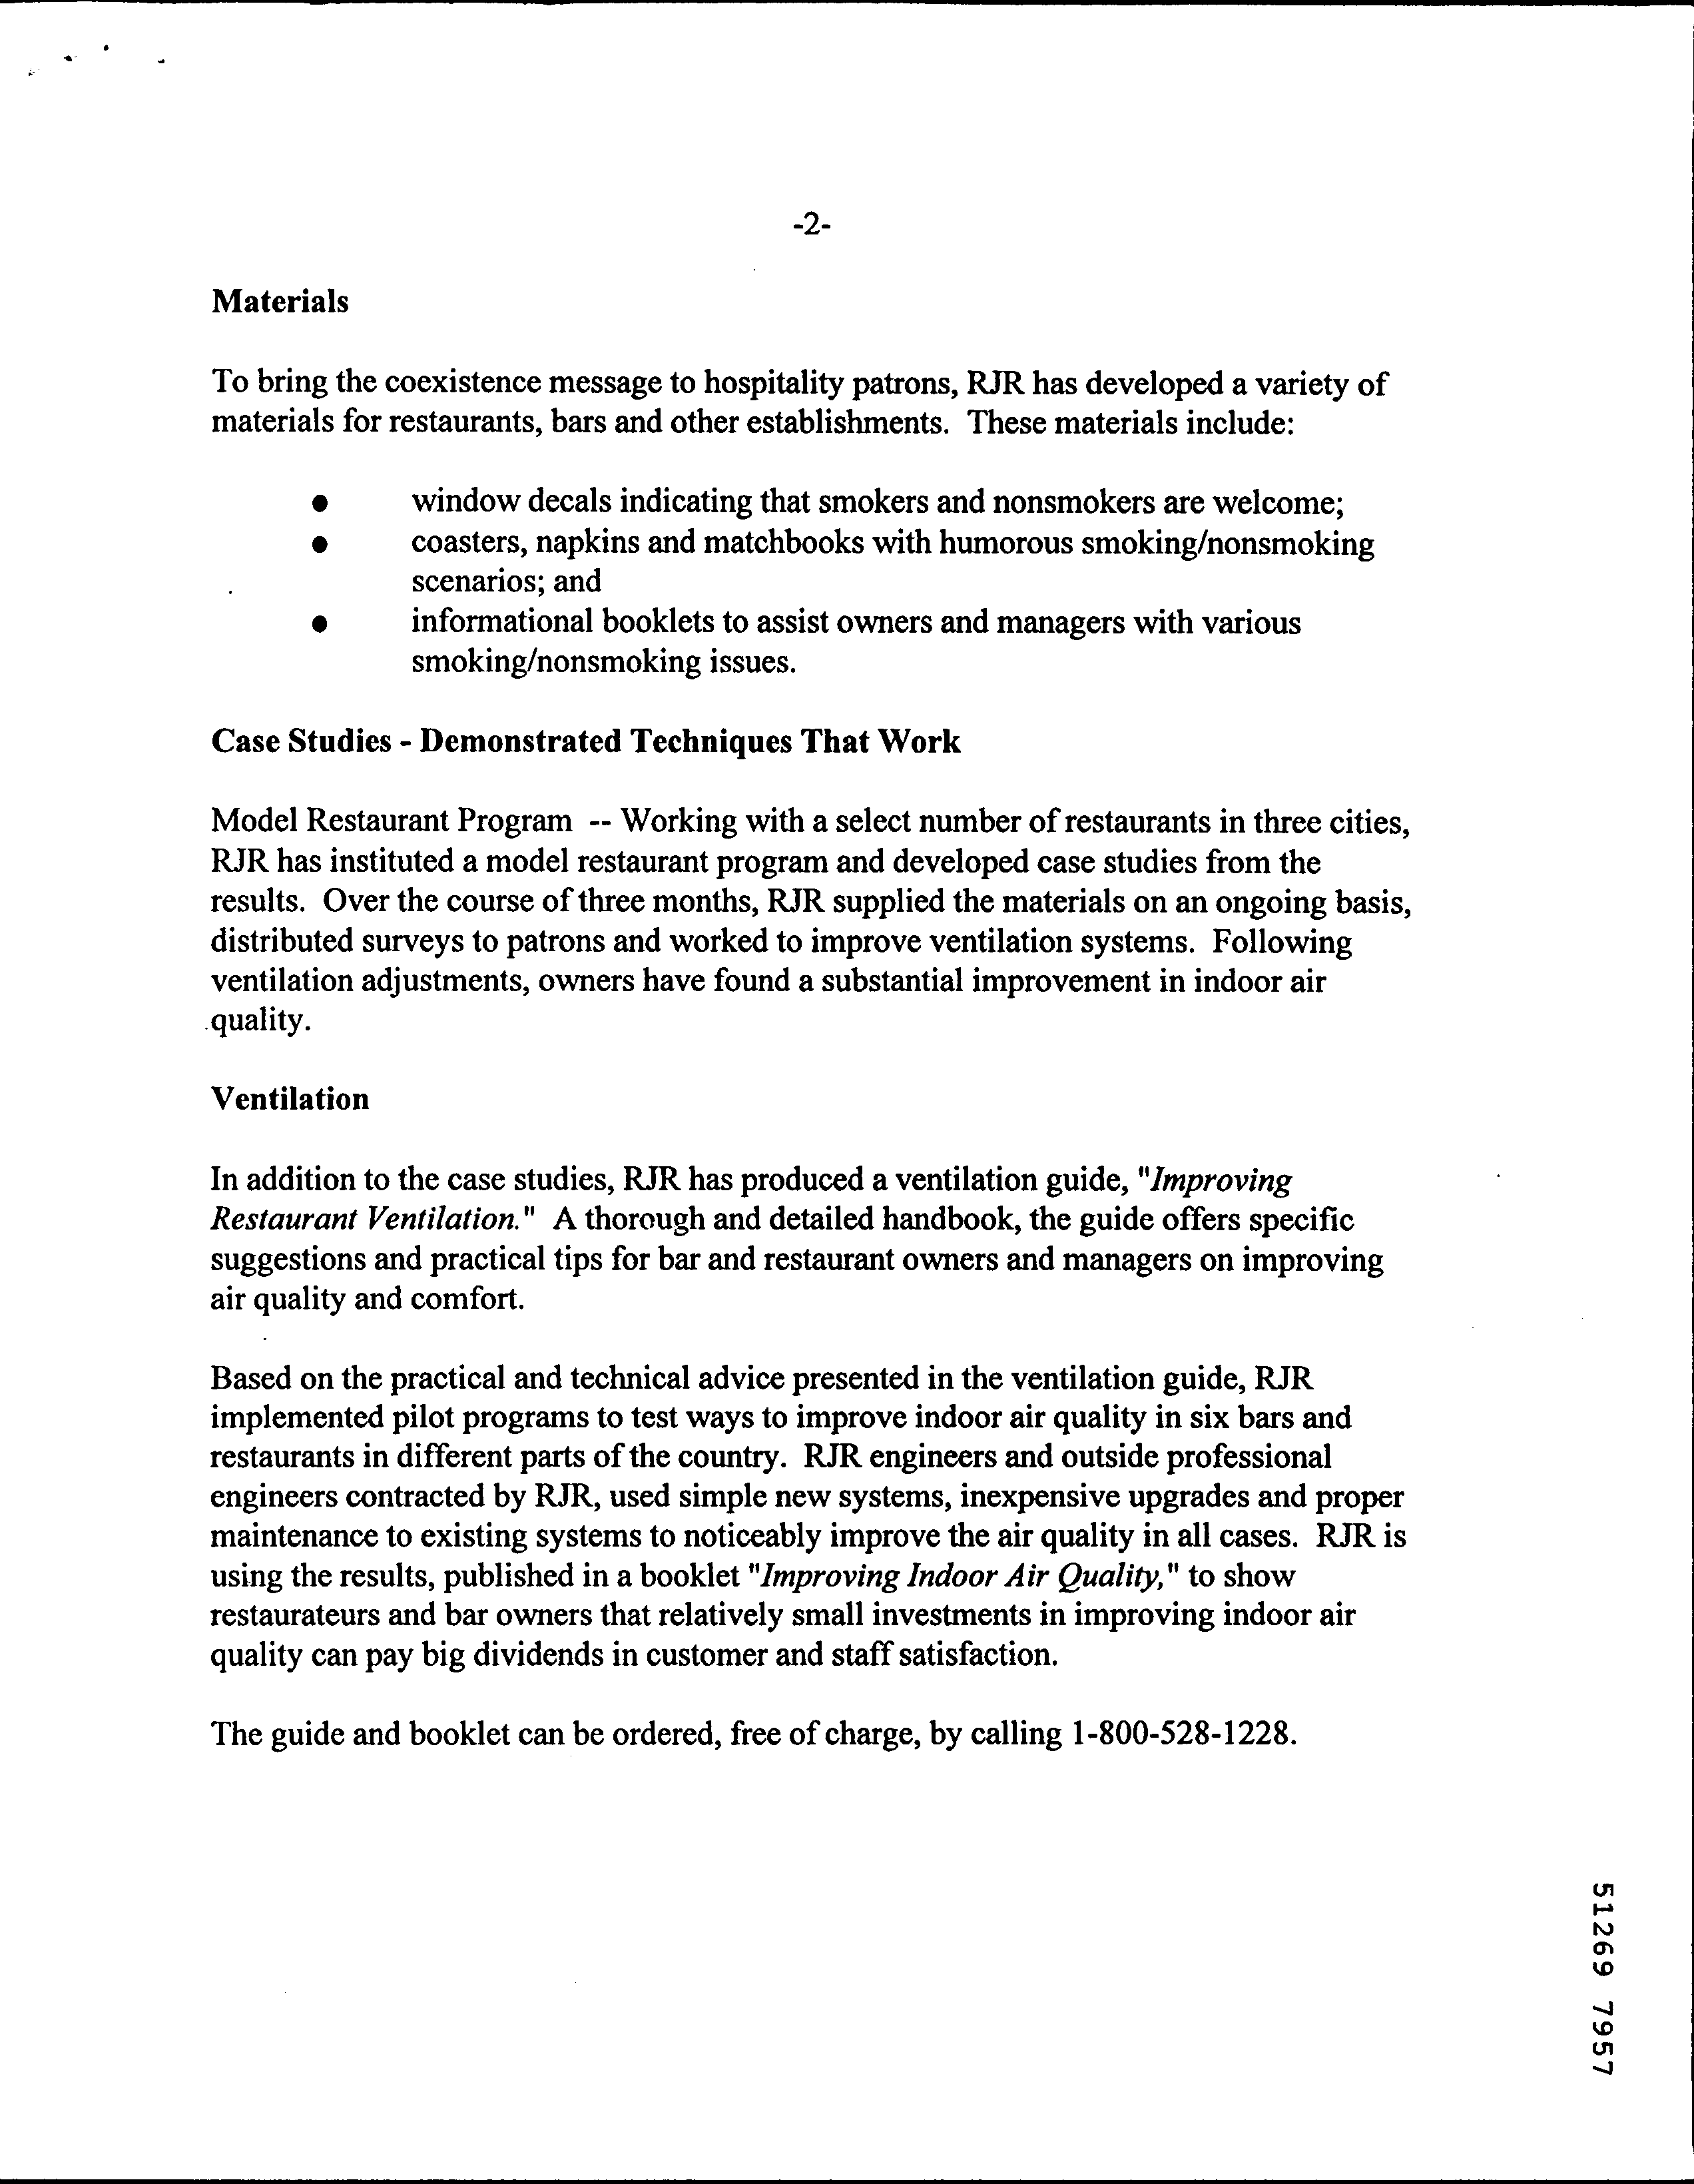 -2-
Materials
To bring the coexistence message to hospitality patrons, RJR has developed a variety of
materials for restaurants, bars and other establishments.  These materials include:
● window decals indicating that smokers and nonsmokers are welcome;
● coasters, napkins and matchbooks with humorous smoking/nonsmoking
scenarios; and
● informational booklets to assist owners and managers with various
smoking/nonsmoking issues.
Case Studies - Demonstrated Techniques That Work
Model Restaurant Program  -- Working with a select number of restaurants in three cities,
RJR has instituted a model restaurant program and developed case studies from the
results.  Over the course of three months, RJR supplied the materials on an ongoing basis,
distributed surveys to patrons and worked to improve ventilation systems.  Following
ventilation adjustments, owners have found a substantial improvement in indoor air
quality.
Ventilation
In addition to the case studies, RJR has produced a ventilation guide, "Improving
Restaurant Ventilation."  A thorough and detailed handbook, the guide offers specific
suggestions and practical tips for bar and restaurant owners and managers on improving
air quality and comfort.
Based on the practical and technical advice presented in the ventilation guide, RJR
implemented pilot programs to test ways to improve indoor air quality in six bars and
restaurants in different parts of the country.  RJR engineers and outside professional
engineers contracted by RJR, used simple new systems, inexpensive upgrades and proper
maintenance to existing systems to noticeably improve the air quality in all cases.  RJR is
using the results, published in a booklet "Improving Indoor Air Quality," to show
restaurateurs and bar owners that relatively small investments in improving indoor air
quality can pay big dividends in customer and staff satisfaction.
The guide and booklet can be ordered, free of charge, by calling 1-800-528-1228.
51269 7957